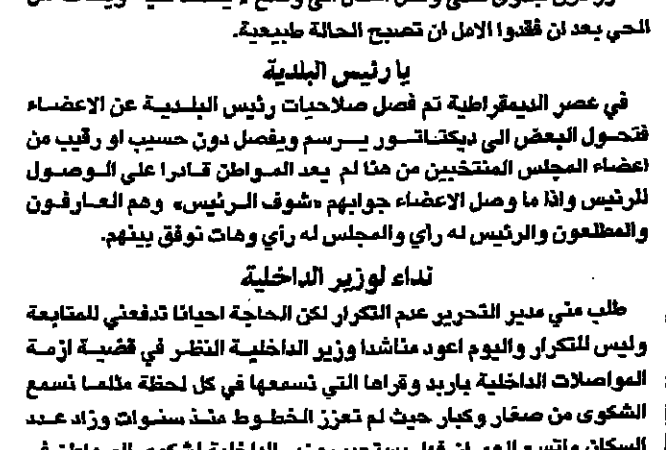 الحي بعد ان فقدوا الامل ان تصبح الحالة طبيعية.
يا رئيس البلدية
في عصر الديمقراطية تم فصل صلاحيات رئيس البلدية عن الاعضاء
فتحول البعض الى ديكتاتور يرسم ويفصل دون حسيب او رقيب من
اعضاء المجلس المنتخبين من هنا لم يعد المواطن قادرا على الوصول
للرئيس واذا ما وصل الاعضاء جوابهم «شوف الرئيس» وهم العارفون
والمطلعون والرئيس له راي والمجلس له رأي وهات نوفق بينهم.
نداء لوزير الداخلية
طلب مني مدير التحرير عدم التكرار لكن الحاجة احيانا تدفعني للمتابعة
وليس للتكرار واليوم اعود مناشدا وزير الداخلية النظر في قضية ازمة
المواصلات الداخلية باربد وقراها التي نسمعها في كل لحظة مثلما نسمع
الشكوى من صغار وكبار حيث لم تعزز الخطوط منذ سنوات وزاد عدد
السكان واتسع